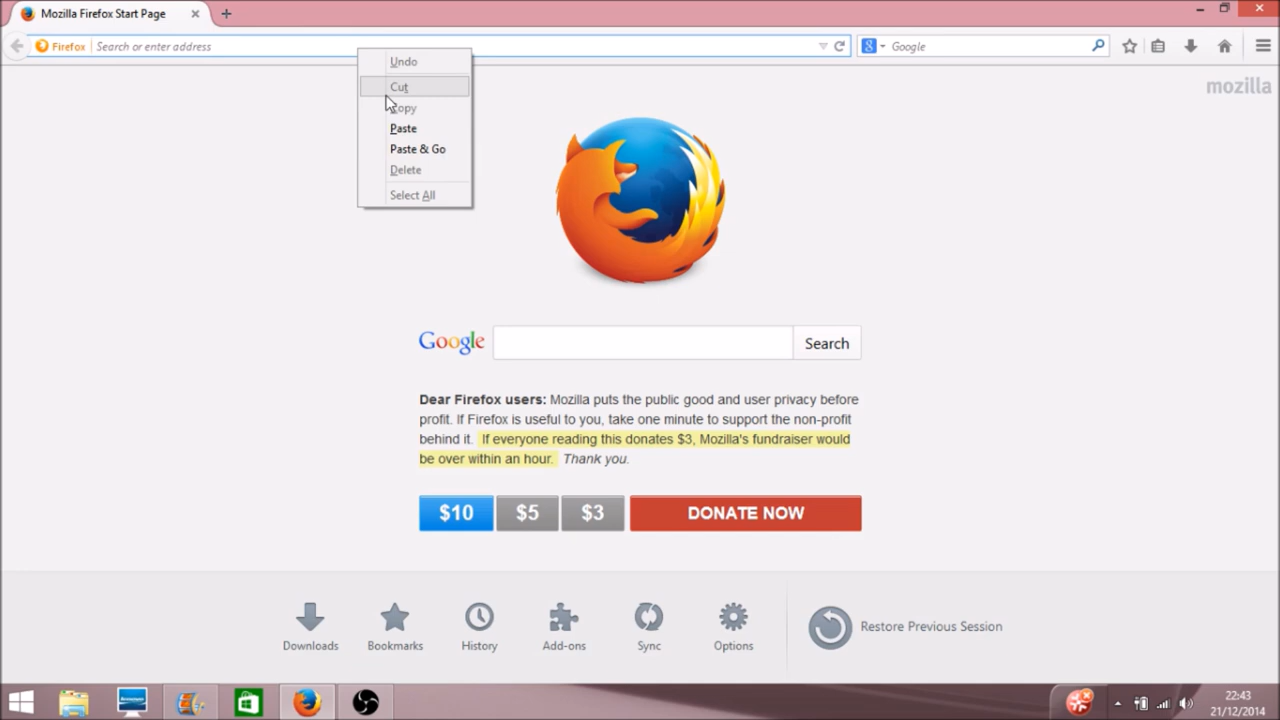 Mozilla Firefox Start Page
Firefox
Search or enter address
Google
mozilla
Undo
Cut
Copy
Paste
Paste & Go
Delete
Select All
Google
Search
Dear Firefox users: Mozilla puts the public good and user privacy before
profit. If Firefox is useful to you, take one minute to support the non-profit
behind it. If everyone reading this donates $3, Mozilla's fundraiser would
be over within an hour. Thank you.
$10 $5 $3 DONATE NOW
Downloads
Bookmarks
History
Add-ons
Sync
Options
Restore Previous Session
22:43
21/12/2014